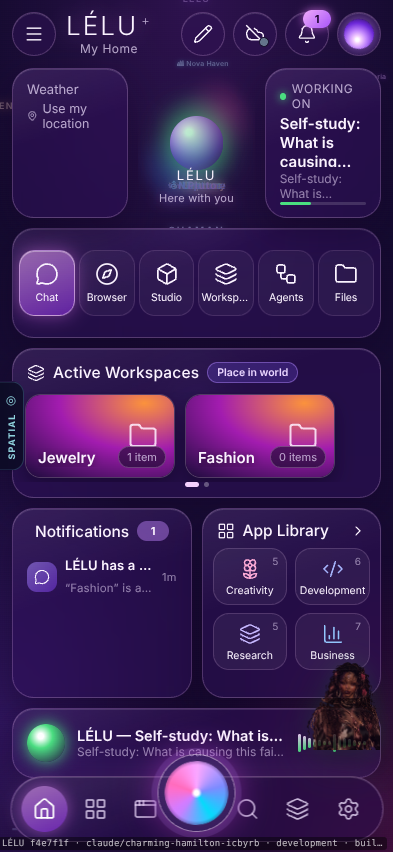 LÉLU +
My Home
1
Nova Haven
Weather
Use my
location
LÉLU
Here with you
WORKING
ON
Self-study:
What is
causing…
Self-study:
What is…
Chat
Browser
Studio
Worksp…
Agents
Files
Active Workspaces
Place in world
SPATIAL
Jewelry
1 item
Fashion
0 items
Notifications
1
LÉLU has a …
“Fashion” is a…
1m
App Library
Creativity
5
Development
6
Research
5
Business
7
LÉLU — Self-study: What is…
Self-study: What is causing this fai…
LÉLU f4e7f1f · claude/charming-hamilton-icbyrb · development · buil…